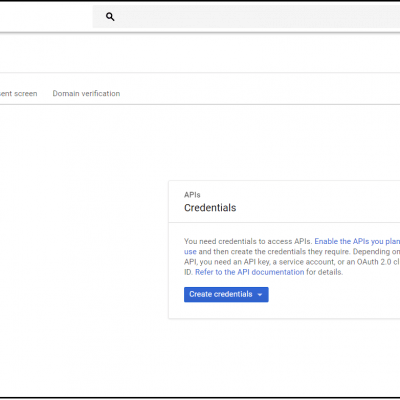 sent screen Domain verification
APIs
Credentials
You need credentials to access APIs. Enable the APIs you plan
use and then create the credentials they require. Depending on
API, you need an API key, a service account, or an OAuth 2.0 cl
ID. Refer to the API documentation for details.
Create credentials